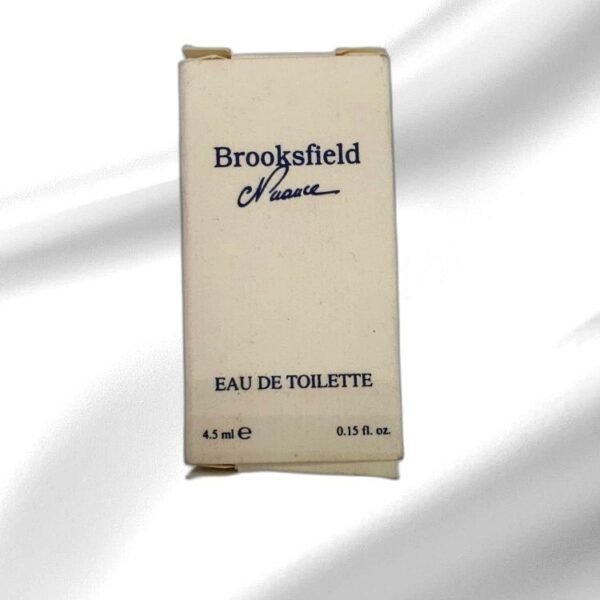 Brooksfield
Nuance
EAU DE TOILETTE
4.5 ml ℮ 0.15 fl. oz.